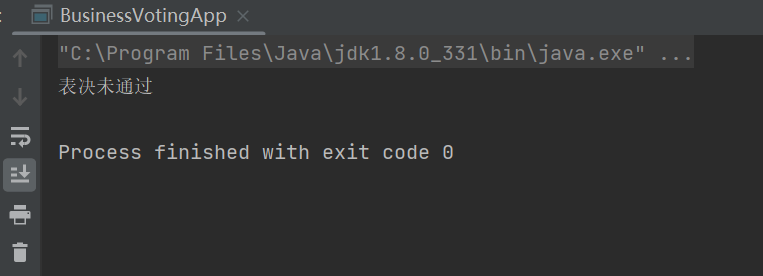 BusinessVotingApp
"C:\Program Files\Java\jdk1.8.0_331\bin\java.exe" ...
表决未通过
Process finished with exit code 0